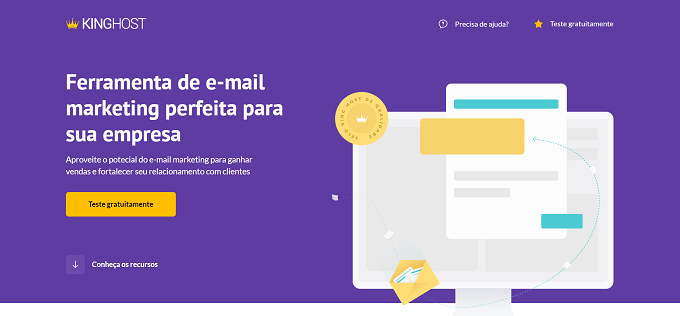 KINGHOST
Precisa de ajuda?
Teste gratuitamente
Ferramenta de e-mail
marketing perfeita para
sua empresa
Aproveite o potecial do e-mail marketing para ganhar
vendas e fortalecer seu relacionamento com clientes
Teste gratuitamente
Conheça os recursos
SELO KING HOST DE QUALIDADE